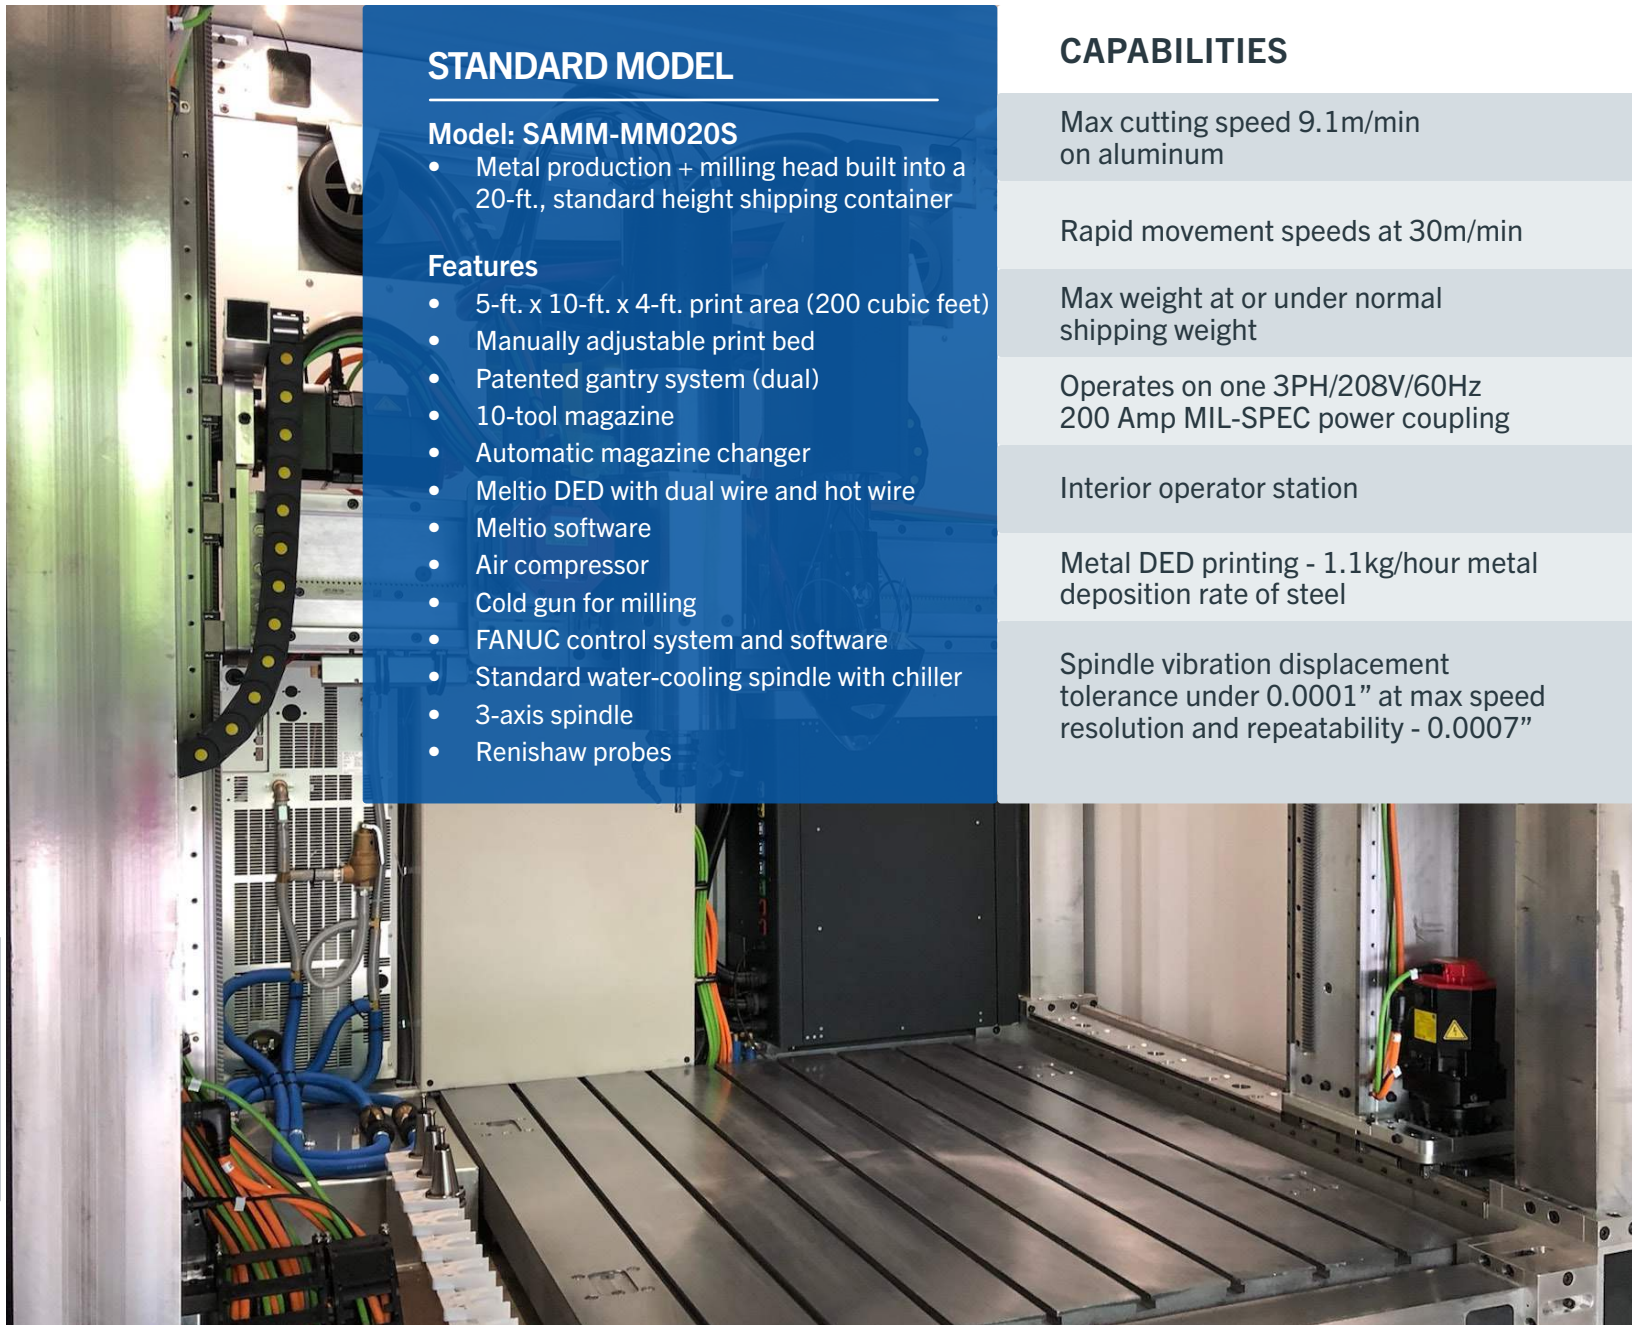 STANDARD MODEL
Model: SAMM-MM020S
• Metal production + milling head built into a
20-ft., standard height shipping container
Features
• 5-ft. x 10-ft. x 4-ft. print area (200 cubic feet)
• Manually adjustable print bed
• Patented gantry system (dual)
• 10-tool magazine
• Automatic magazine changer
• Meltio DED with dual wire and hot wire
• Meltio software
• Air compressor
• Cold gun for milling
• FANUC control system and software
• Standard water-cooling spindle with chiller
• 3-axis spindle
• Renishaw probes
CAPABILITIES
Max cutting speed 9.1m/min
on aluminum
Rapid movement speeds at 30m/min
Max weight at or under normal
shipping weight
Operates on one 3PH/208V/60Hz
200 Amp MIL-SPEC power coupling
Interior operator station
Metal DED printing - 1.1kg/hour metal
deposition rate of steel
Spindle vibration displacement
tolerance under 0.0001” at max speed
resolution and repeatability - 0.0007”